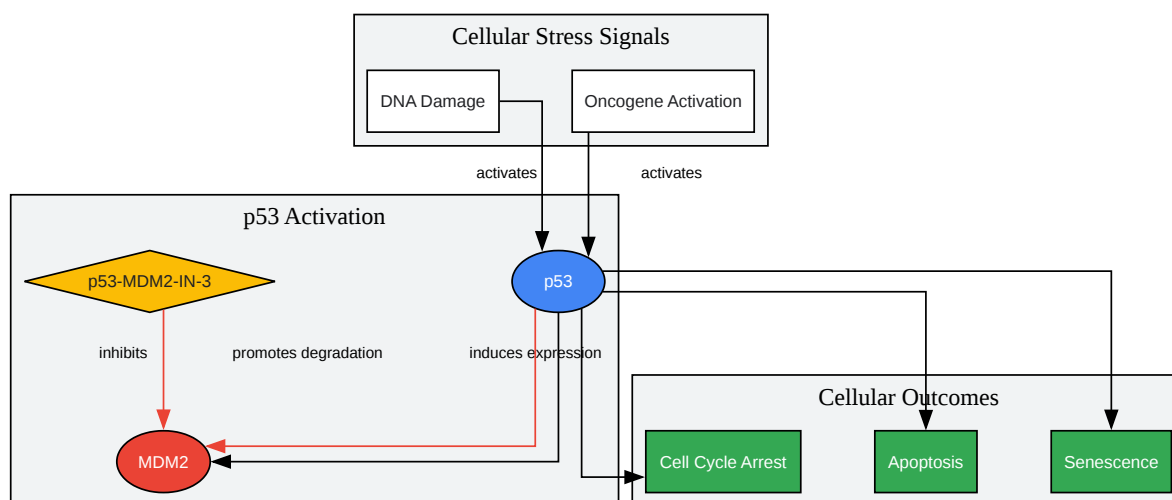 Cellular Stress Signals
DNA Damage
Oncogene Activation
activates
activates
p53 Activation
p53-MDM2-IN-3
p53
inhibits
promotes degradation
induces expression
Cellular Outcomes
MDM2
Cell Cycle Arrest
Apoptosis
Senescence